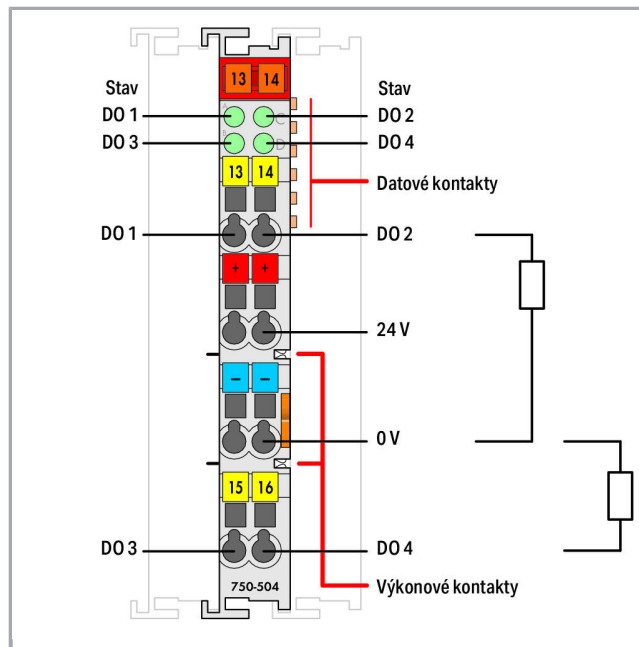 13 14
Stav Stav
DO 1 A C DO 2
DO 3 B D DO 4
13 14
Datové kontakty
DO 1 DO 2
+ +
24 V
− −
0 V
15 16
DO 3 DO 4
750-504
Výkonové kontakty